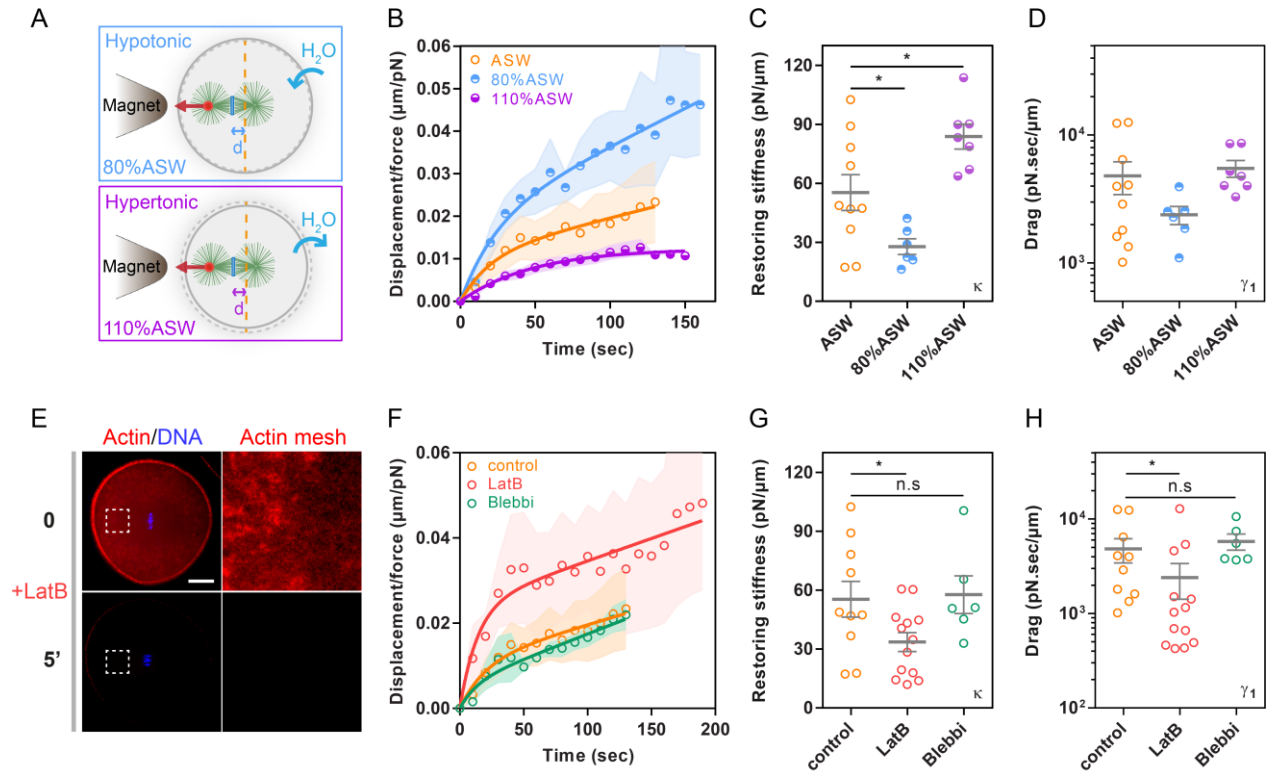 A
Hypotonic
H2O
Magnet
d
80%ASW
Hypertonic
H2O
Magnet
d
110%ASW
B
Displacement/force (μm/pN)
0.06
0.05
0.04
0.03
0.02
0.01
0.00
ASW
80%ASW
110%ASW
0 50 100 150
Time (sec)
C
Restoring stiffness (pN/μm)
120
90
60
30
0
*
*
κ
ASW
80%ASW
110%ASW
D
Drag (pN.sec/μm)
10⁴
10³
γ1
ASW
80%ASW
110%ASW
E
Actin/DNA
Actin mesh
0
+LatB
5'
F
Displacement/force (μm/pN)
0.06
0.04
0.02
0.00
control
LatB
Blebbi
0 50 100 150 200
Time (sec)
G
Restoring stiffness (pN/μm)
120
90
60
30
0
*
n.s
κ
control
LatB
Blebbi
H
Drag (pN.sec/μm)
10⁴
10³
10²
*
n.s
γ1
control
LatB
Blebbi